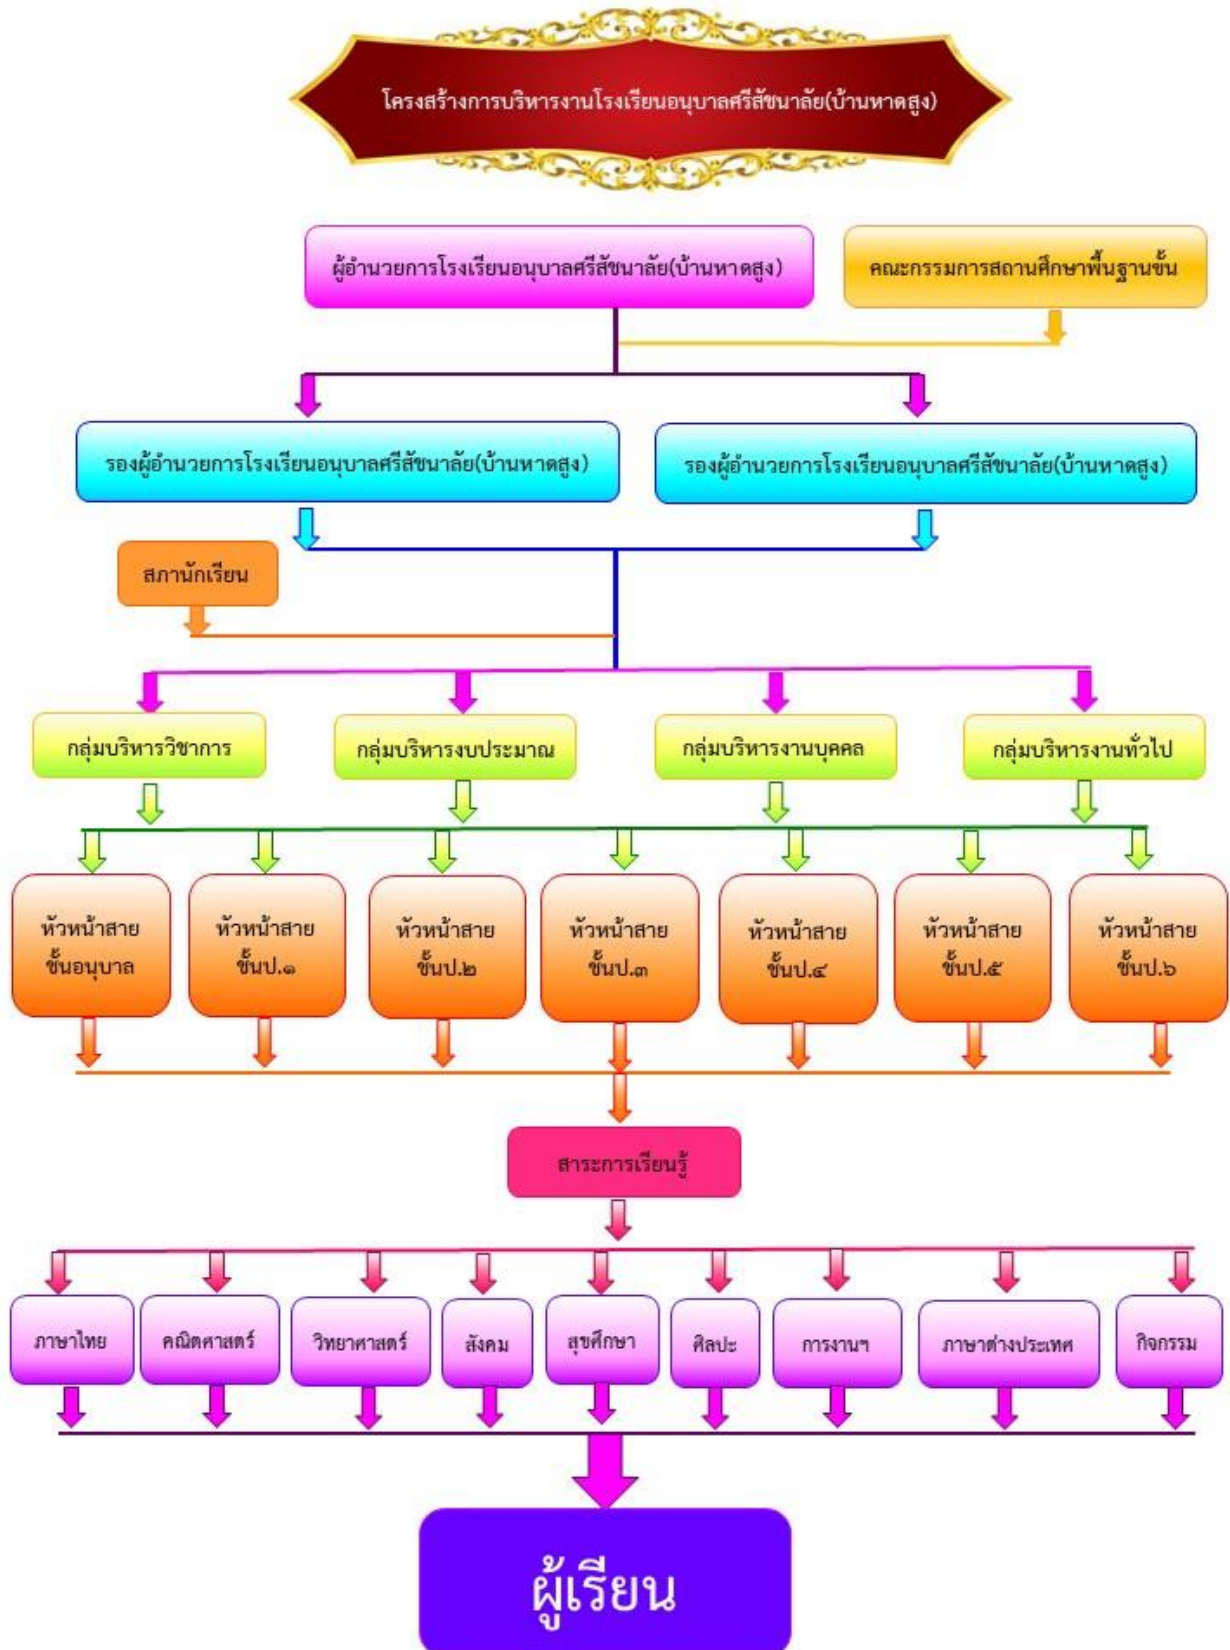 โครงสร้างการบริหารงานโรงเรียนอนุบาลศรีสัชนาลัย(บ้านหาดสูง)
ผู้อำนวยการโรงเรียนอนุบาลศรีสัชนาลัย(บ้านหาดสูง)
คณะกรรมการสถานศึกษาพื้นฐานขั้น
รองผู้อำนวยการโรงเรียนอนุบาลศรีสัชนาลัย(บ้านหาดสูง)
รองผู้อำนวยการโรงเรียนอนุบาลศรีสัชนาลัย(บ้านหาดสูง)
สภานักเรียน
กลุ่มบริหารวิชาการ
กลุ่มบริหารงบประมาณ
กลุ่มบริหารงานบุคคล
กลุ่มบริหารงานทั่วไป
หัวหน้าสาย
ชั้นอนุบาล
หัวหน้าสาย
ชั้นป.๑
หัวหน้าสาย
ชั้นป.๒
หัวหน้าสาย
ชั้นป.๓
หัวหน้าสาย
ชั้นป.๔
หัวหน้าสาย
ชั้นป.๕
หัวหน้าสาย
ชั้นป.๖
สาระการเรียนรู้
ภาษาไทย
คณิตศาสตร์
วิทยาศาสตร์
สังคม
สุขศึกษา
ศิลปะ
การงานฯ
ภาษาต่างประเทศ
กิจกรรม
ผู้เรียน